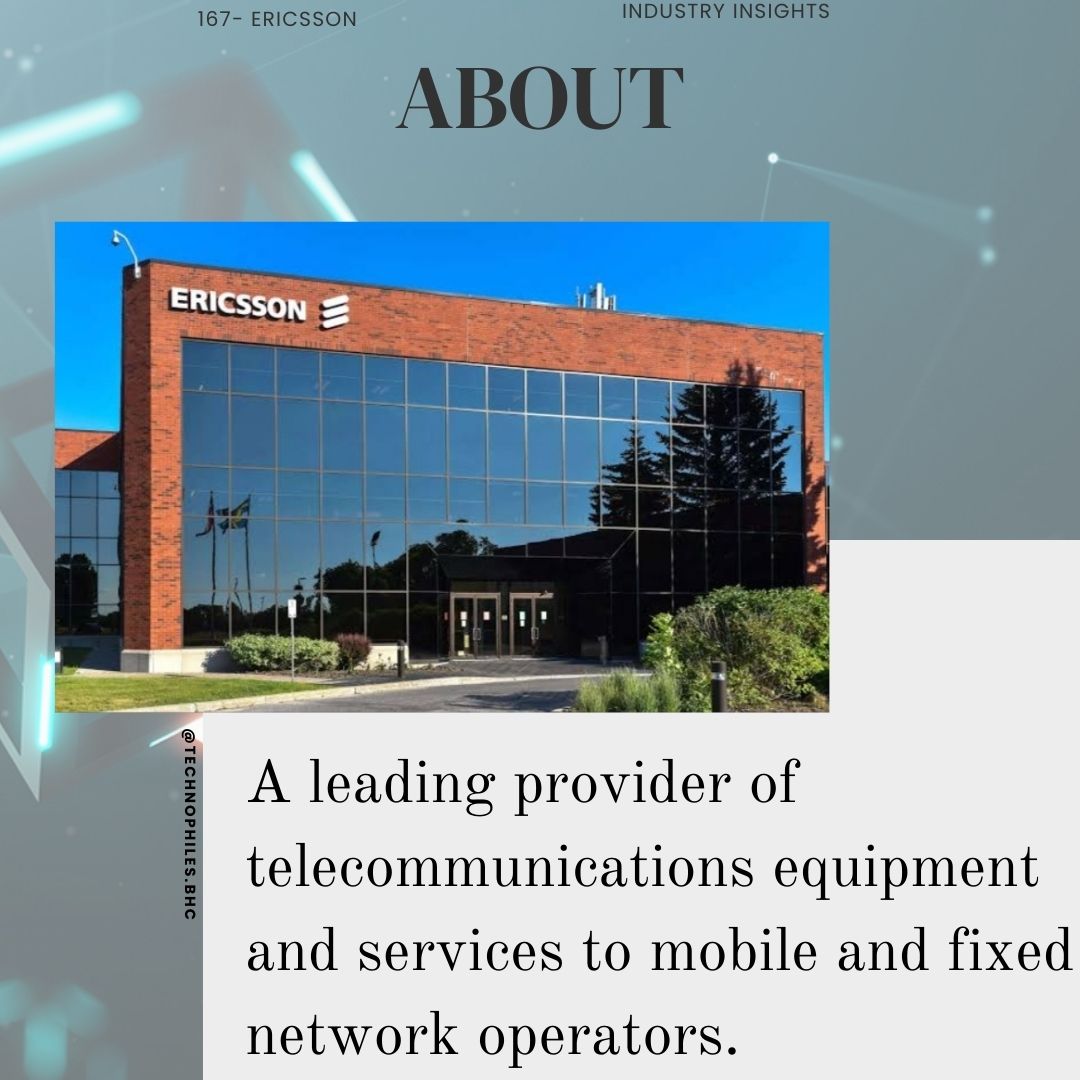 167- ERICSSON
INDUSTRY INSIGHTS
ABOUT
ERICSSON
@TECHNOPHILES.BHC
A leading provider of
telecommunications equipment
and services to mobile and fixed
network operators.